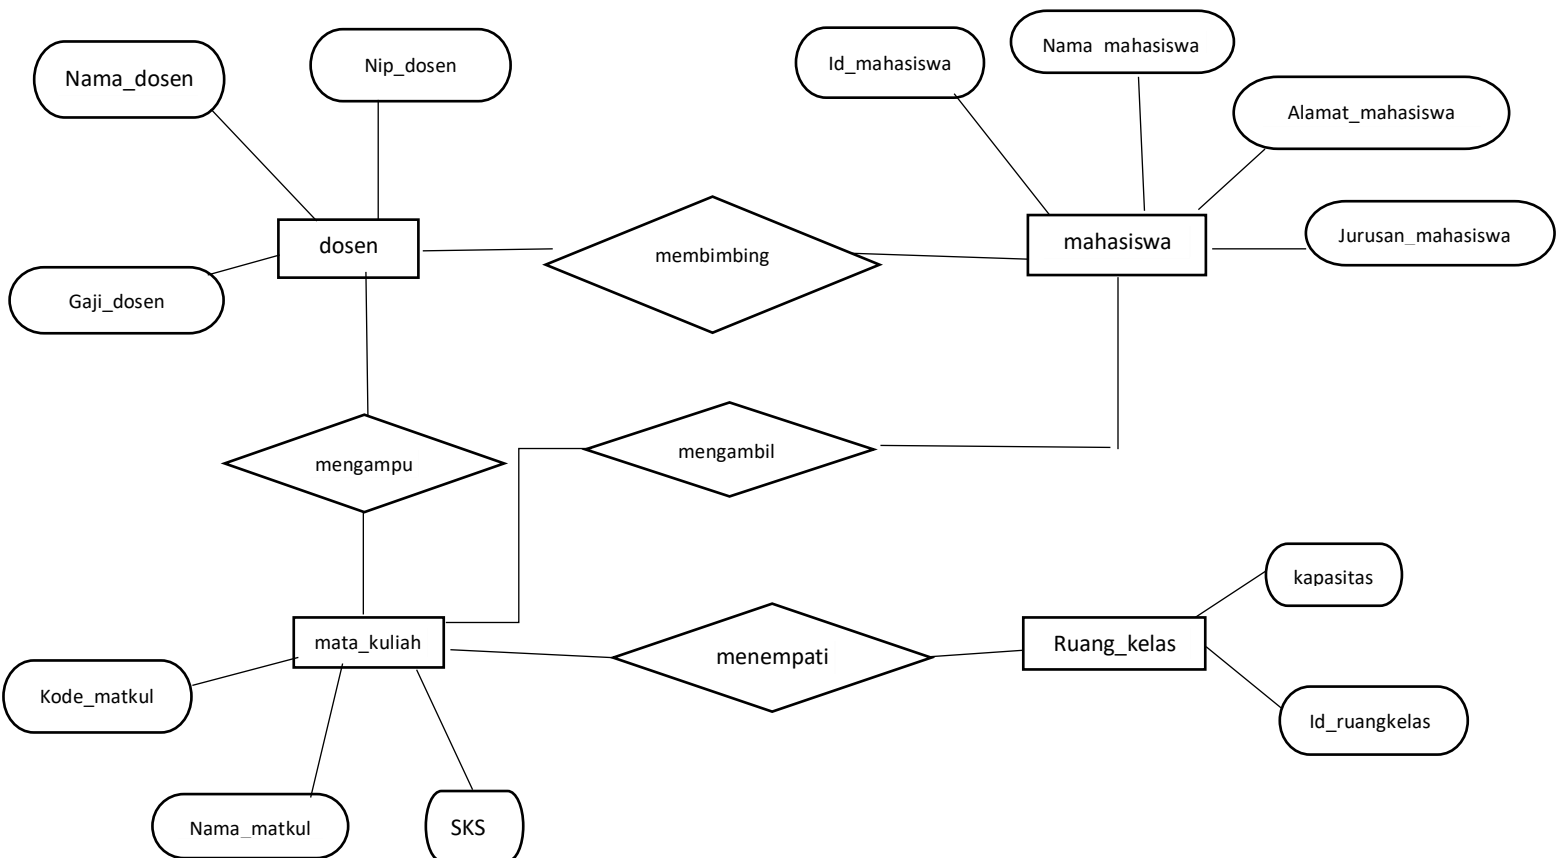 Nama_dosen
Nip_dosen
Id_mahasiswa
Nama mahasiswa
Alamat_mahasiswa
dosen
membimbing
mahasiswa
Jurusan_mahasiswa
Gaji_dosen
mengampu
mengambil
kapasitas
mata_kuliah
menempati
Ruang_kelas
Kode_matkul
Id_ruangkelas
Nama_matkul
SKS